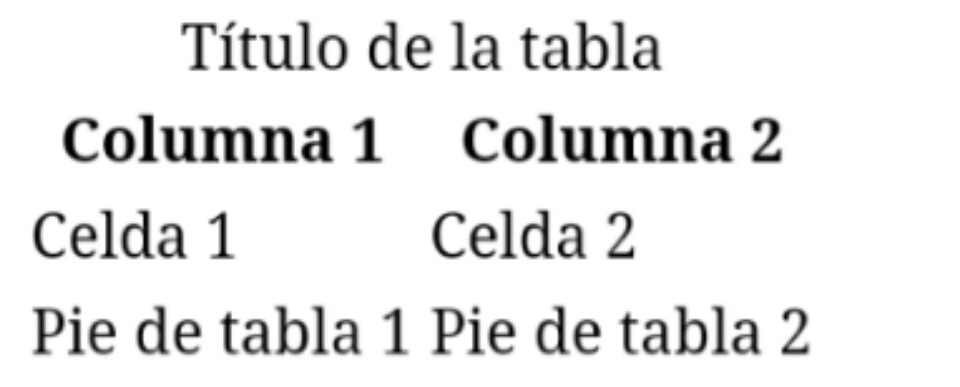 Título de la tabla
Columna 1 Columna 2
Celda 1 Celda 2
Pie de tabla 1 Pie de tabla 2